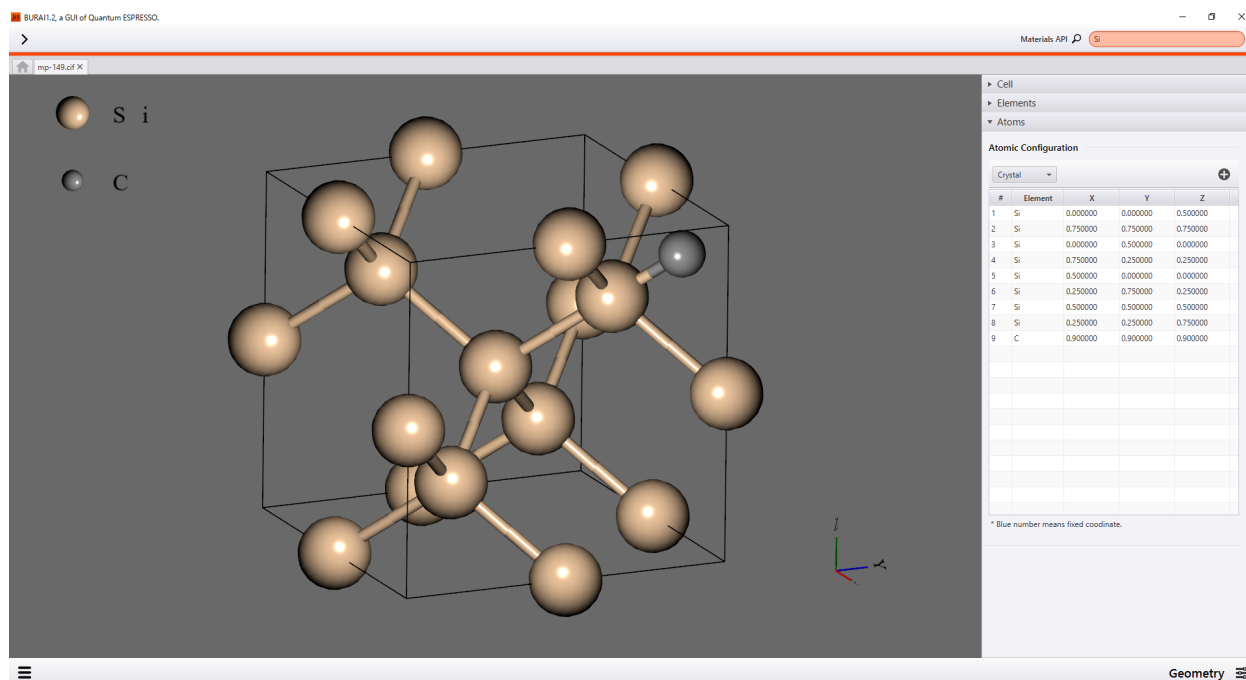 BURAI1.2, a GUI of Quantum ESPRESSO.
Materials API Si
mp-149.cif
Si
C
Cell
Elements
Atoms
Atomic Configuration
Crystal
# Element X Y Z
1 Si 0.000000 0.000000 0.500000
2 Si 0.750000 0.750000 0.750000
3 Si 0.000000 0.500000 0.000000
4 Si 0.750000 0.250000 0.250000
5 Si 0.500000 0.000000 0.000000
6 Si 0.250000 0.750000 0.250000
7 Si 0.500000 0.500000 0.500000
8 Si 0.250000 0.250000 0.750000
9 C 0.900000 0.900000 0.900000
* Blue number means fixed coodinate.
Geometry